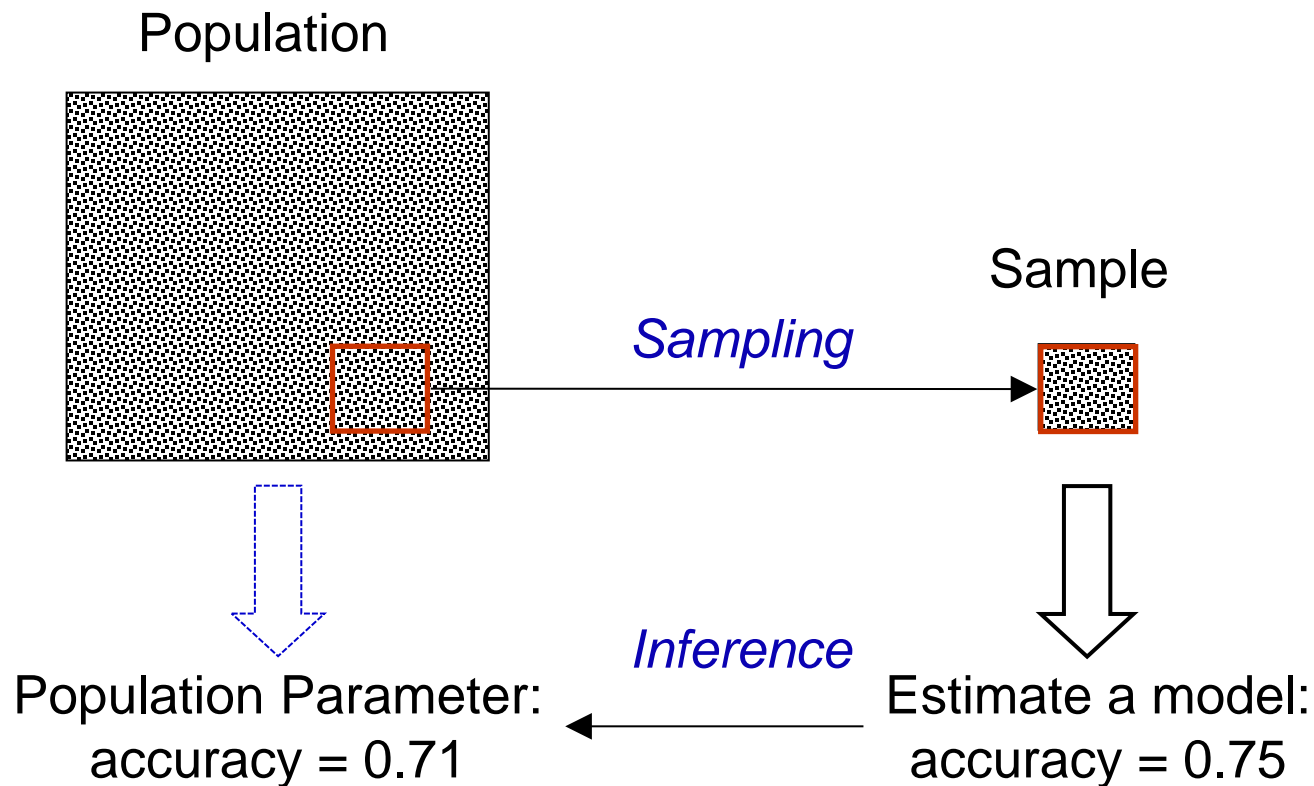 Population
Sample
Sampling
Inference
Population Parameter:
accuracy = 0.71
Estimate a model:
accuracy = 0.75